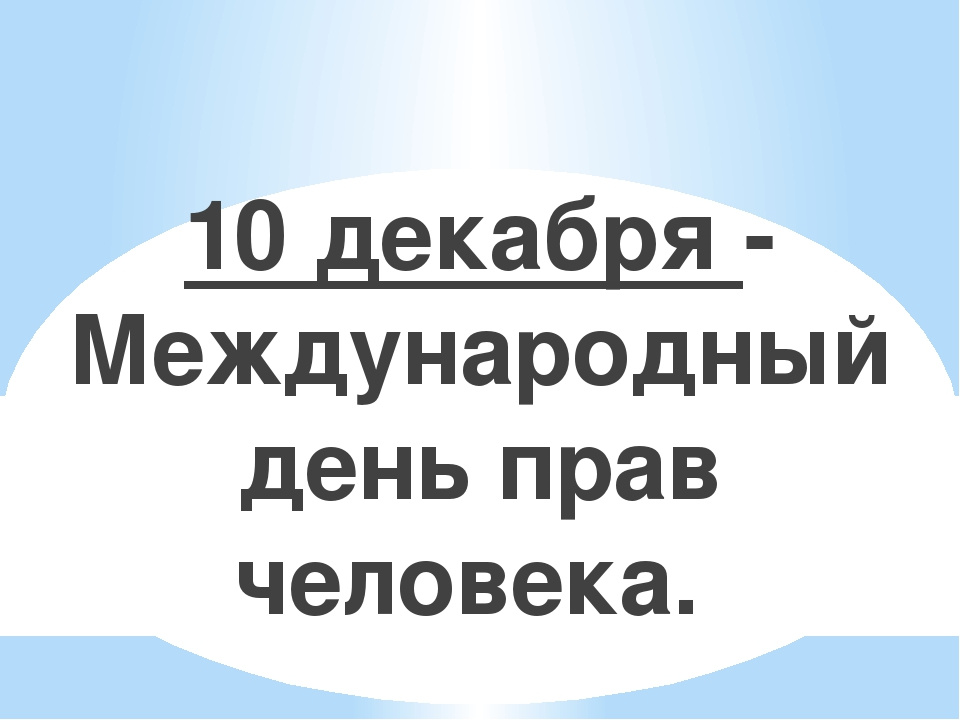 10 декабря -
Международный
день прав
человека.